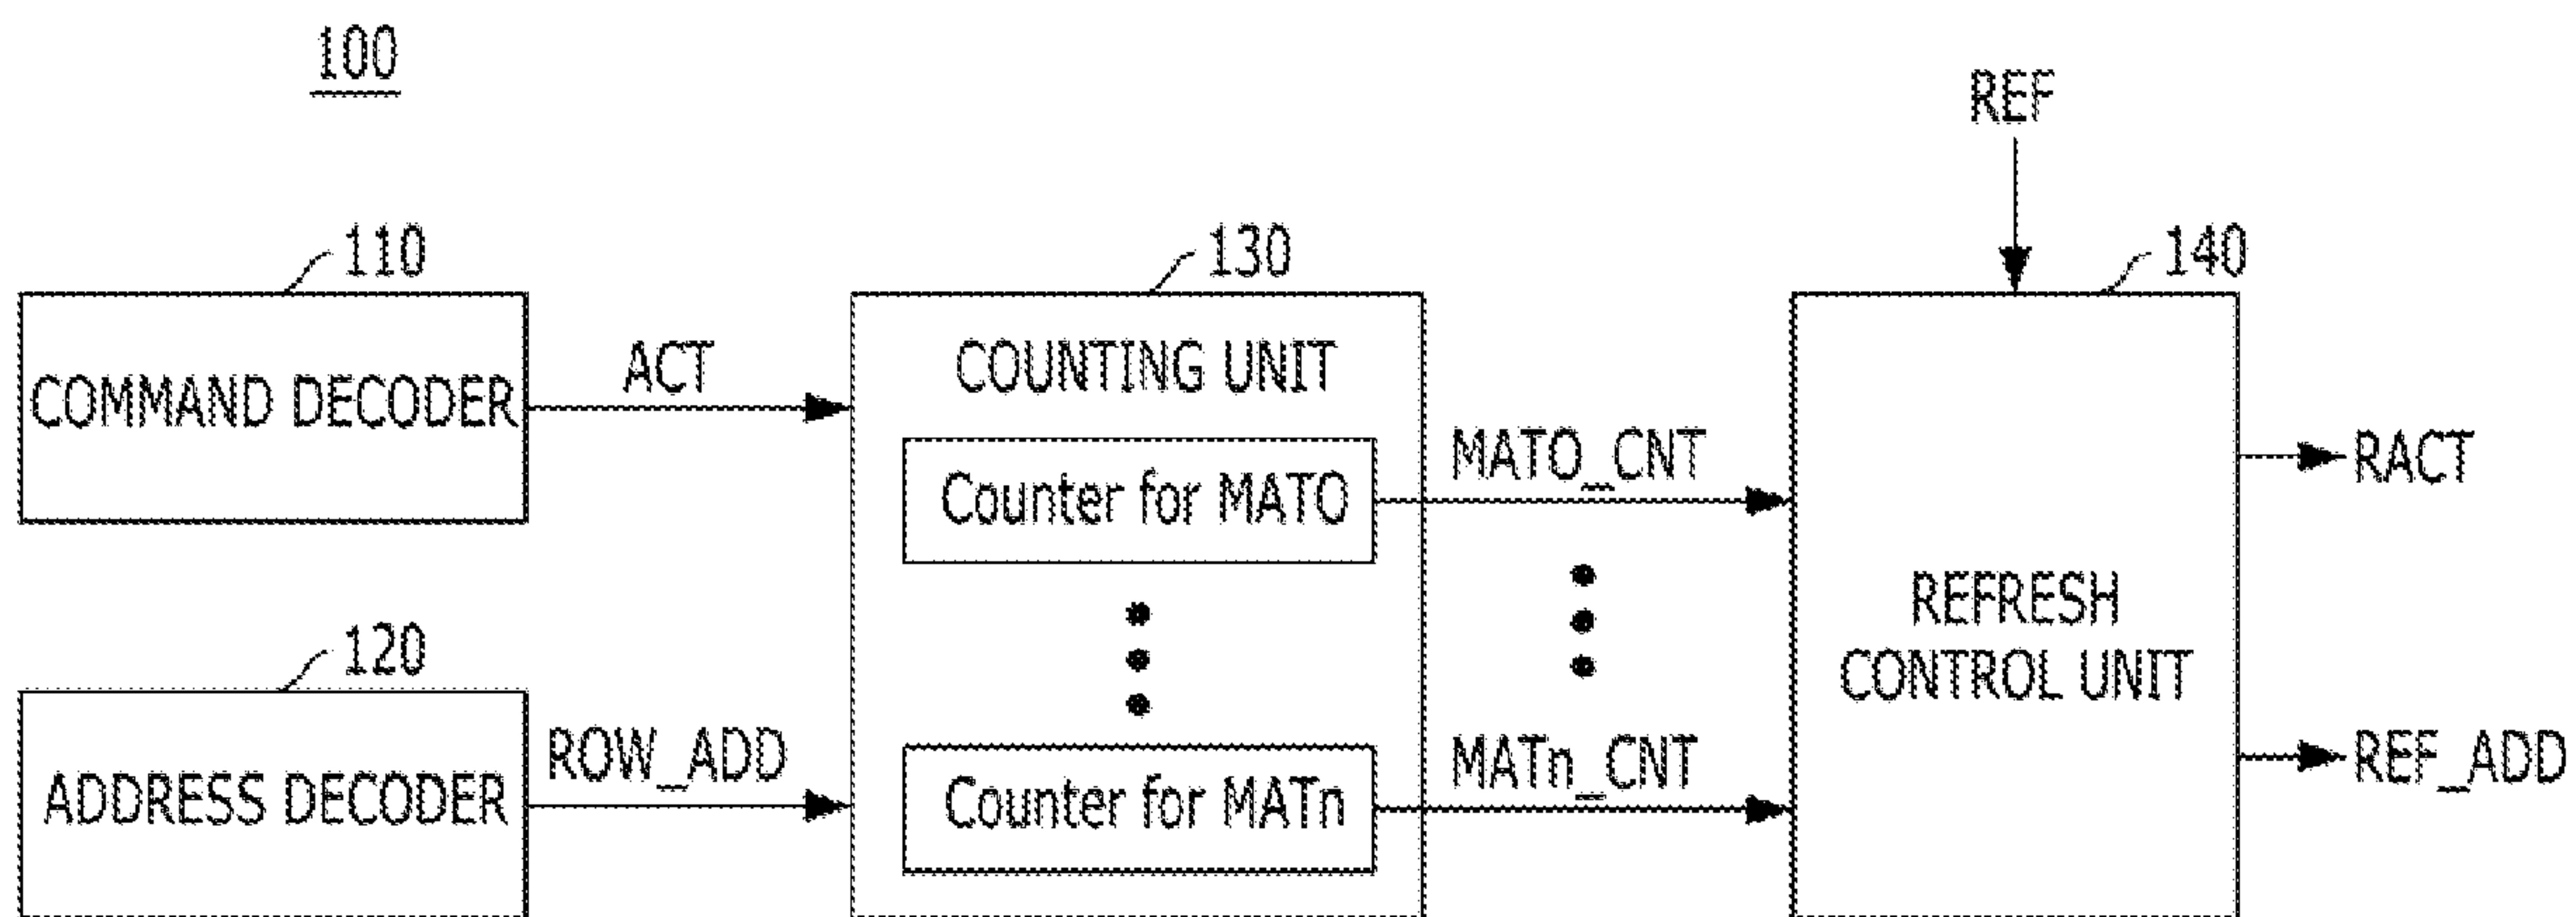 100
REF
110
130
140
COMMAND DECODER
ACT
COUNTING UNIT
Counter for MAT0
MAT0_CNT
RACT
120
REFRESH
CONTROL UNIT
ADDRESS DECODER
ROW_ADD
Counter for MATn
MATn_CNT
REF_ADD